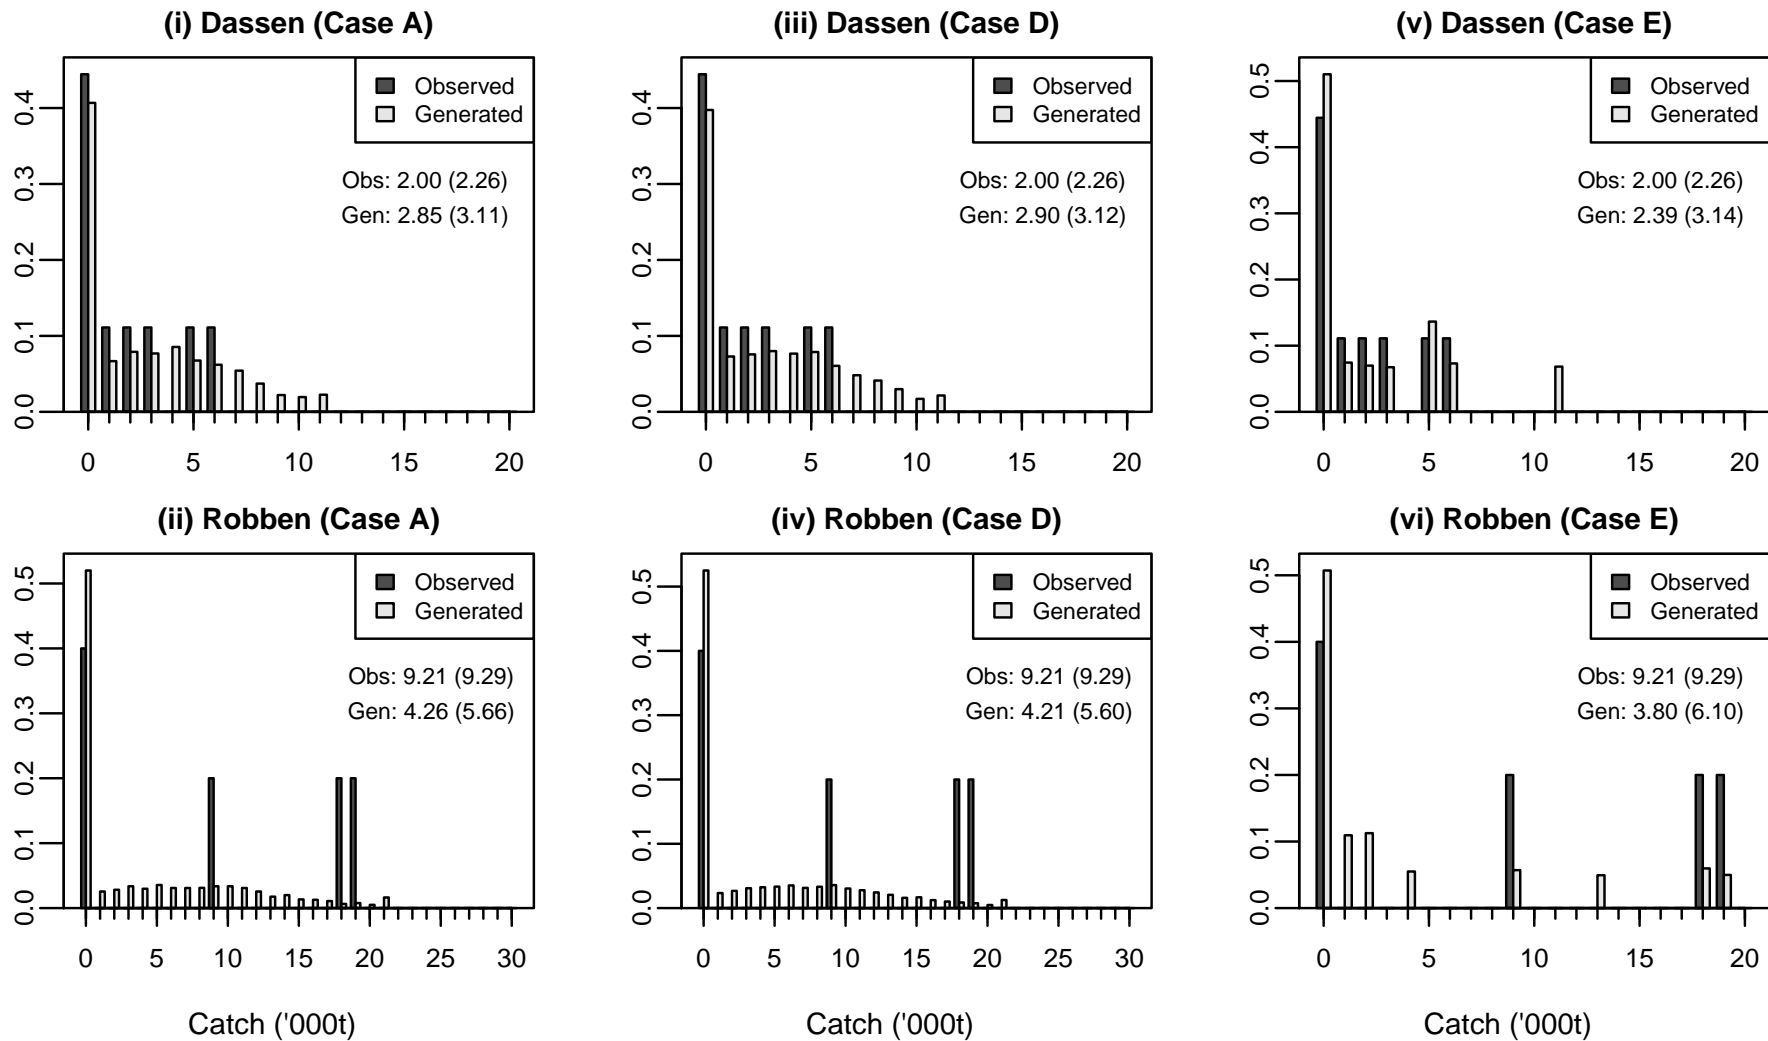 (i) Dassen (Case A)
Observed
Generated
Obs: 2.00 (2.26)
Gen: 2.85 (3.11)
0.0 0.1 0.2 0.3 0.4
0 5 10 15 20
(iii) Dassen (Case D)
Observed
Generated
Obs: 2.00 (2.26)
Gen: 2.90 (3.12)
0.0 0.1 0.2 0.3 0.4
0 5 10 15 20
(v) Dassen (Case E)
Observed
Generated
Obs: 2.00 (2.26)
Gen: 2.39 (3.14)
0.0 0.1 0.2 0.3 0.4 0.5
0 5 10 15 20
(ii) Robben (Case A)
Observed
Generated
Obs: 9.21 (9.29)
Gen: 4.26 (5.66)
0.0 0.1 0.2 0.3 0.4 0.5
0 5 10 15 20 25 30
Catch ('000t)
(iv) Robben (Case D)
Observed
Generated
Obs: 9.21 (9.29)
Gen: 4.21 (5.60)
0.0 0.1 0.2 0.3 0.4 0.5
0 5 10 15 20 25 30
Catch ('000t)
(vi) Robben (Case E)
Observed
Generated
Obs: 9.21 (9.29)
Gen: 3.80 (6.10)
0.0 0.1 0.2 0.3 0.4 0.5
0 5 10 15 20
Catch ('000t)